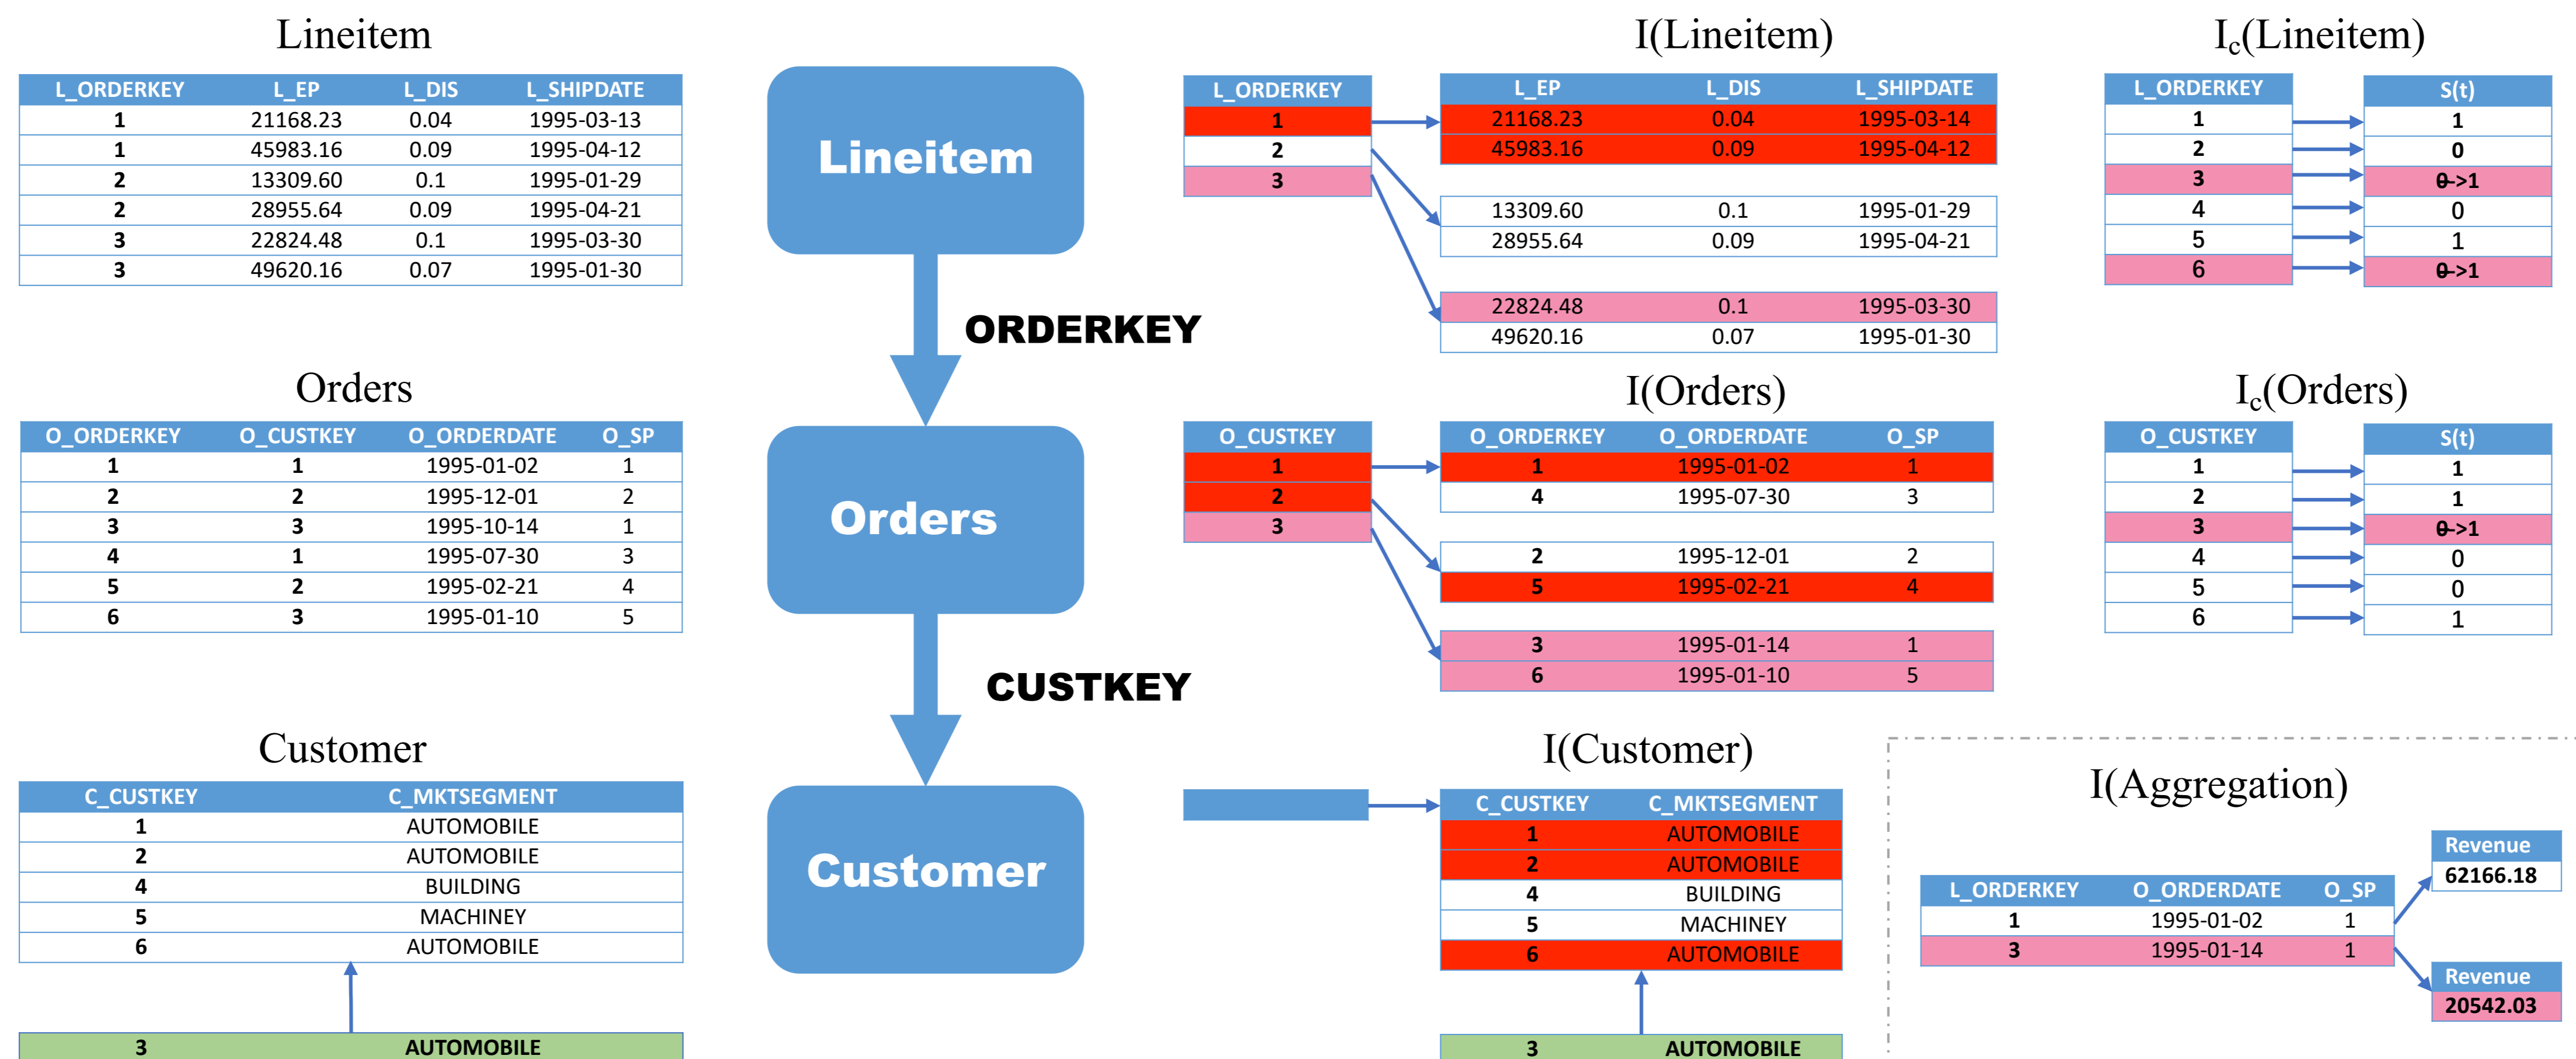 Lineitem
L_ORDERKEY L_EP L_DIS L_SHIPDATE
1 21168.23 0.04 1995-03-13
1 45983.16 0.09 1995-04-12
2 13309.60 0.1 1995-01-29
2 28955.64 0.09 1995-04-21
3 22824.48 0.1 1995-03-30
3 49620.16 0.07 1995-01-30
Orders
O_ORDERKEY O_CUSTKEY O_ORDERDATE O_SP
1 1 1995-01-02 1
2 2 1995-12-01 2
3 3 1995-10-14 1
4 1 1995-07-30 3
5 2 1995-02-21 4
6 3 1995-01-10 5
Customer
C_CUSTKEY C_MKTSEGMENT
1 AUTOMOBILE
2 AUTOMOBILE
4 BUILDING
5 MACHINEY
6 AUTOMOBILE
3 AUTOMOBILE
Lineitem
ORDERKEY
Orders
CUSTKEY
Customer
I(Lineitem)
L_ORDERKEY
1
2
3
L_EP L_DIS L_SHIPDATE
21168.23 0.04 1995-03-14
45983.16 0.09 1995-04-12
13309.60 0.1 1995-01-29
28955.64 0.09 1995-04-21
22824.48 0.1 1995-03-30
49620.16 0.07 1995-01-30
I(Orders)
O_CUSTKEY
1
2
3
O_ORDERKEY O_ORDERDATE O_SP
1 1995-01-02 1
4 1995-07-30 3
2 1995-12-01 2
5 1995-02-21 4
3 1995-01-14 1
6 1995-01-10 5
I(Customer)
C_CUSTKEY C_MKTSEGMENT
1 AUTOMOBILE
2 AUTOMOBILE
4 BUILDING
5 MACHINEY
6 AUTOMOBILE
3 AUTOMOBILE
Ic(Lineitem)
L_ORDERKEY S(t)
1 1
2 0
3 0->1
4 0
5 1
6 0->1
Ic(Orders)
O_CUSTKEY S(t)
1 1
2 1
3 0->1
4 0
5 0
6 1
I(Aggregation)
L_ORDERKEY O_ORDERDATE O_SP
1 1995-01-02 1
3 1995-01-14 1
Revenue
62166.18
Revenue
20542.03